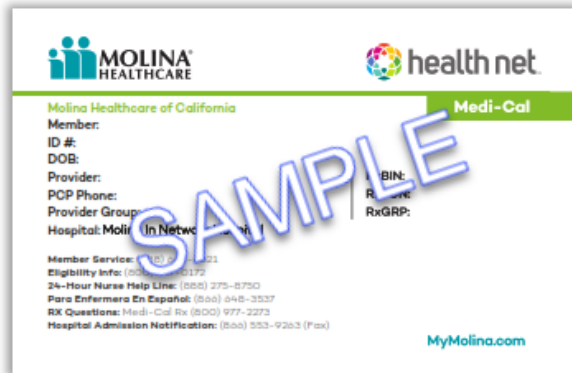 MOLINA®
HEALTHCARE
health net.
Molina Healthcare of California
Medi-Cal
Member:
ID #:
DOB:
Provider:
PCP Phone:
RxGRP:
Provider Group:
Hospital: In
SAMPLE
Member Service:
Eligibility Info:
24-Hour Nurse Help Line: (888) 275-8750
Para Enfermera En Español: (866) 648-3537
RX Questions: Medi-Cal Rx (800) 977-2273
Hospital Admission Notification: (866) 553-9263 (Fax)
MyMolina.com